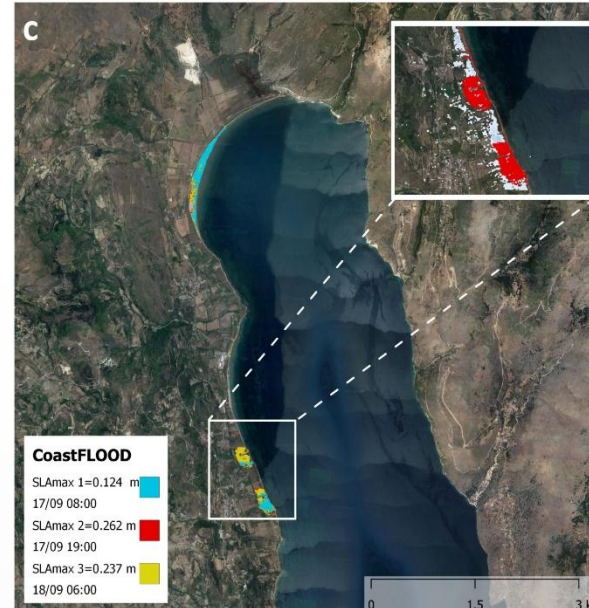 C
CoastFLOOD
SLAmax 1=0.124 m
17/09 08:00
SLAmax 2=0.262 m
17/09 19:00
SLAmax 3=0.237 m
18/09 06:00
0 1.5 3